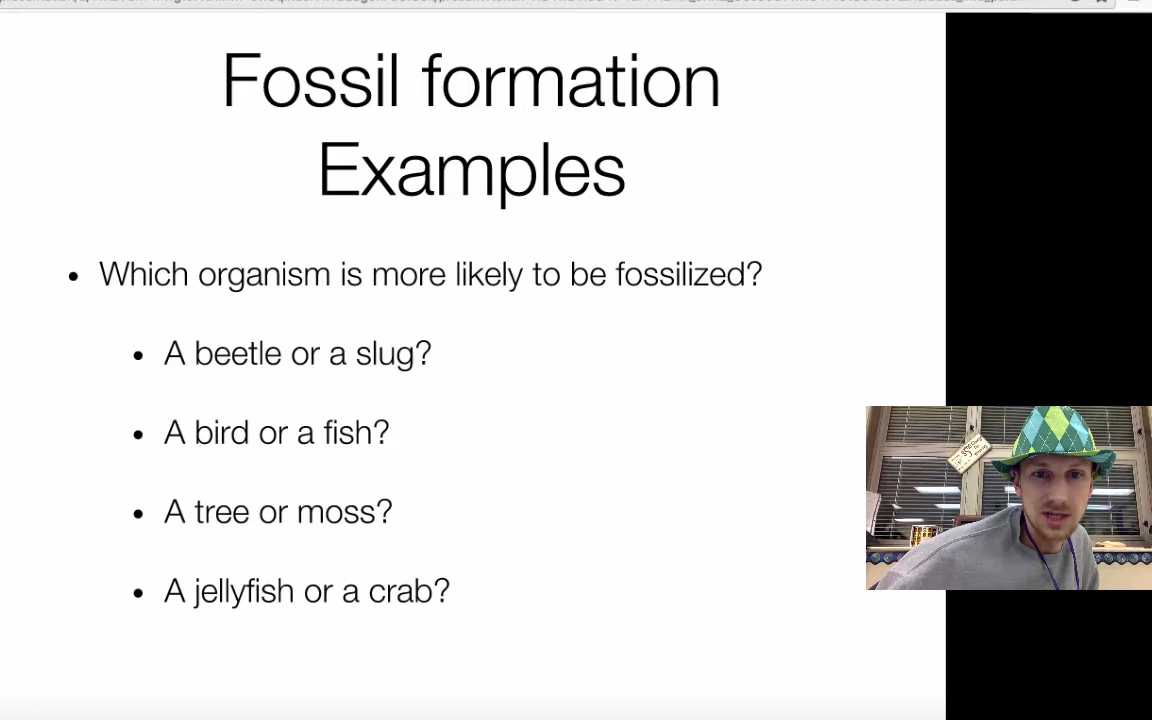 Fossil formation
Examples
• Which organism is more likely to be fossilized?
• A beetle or a slug?
• A bird or a fish?
• A tree or moss?
• A jellyfish or a crab?